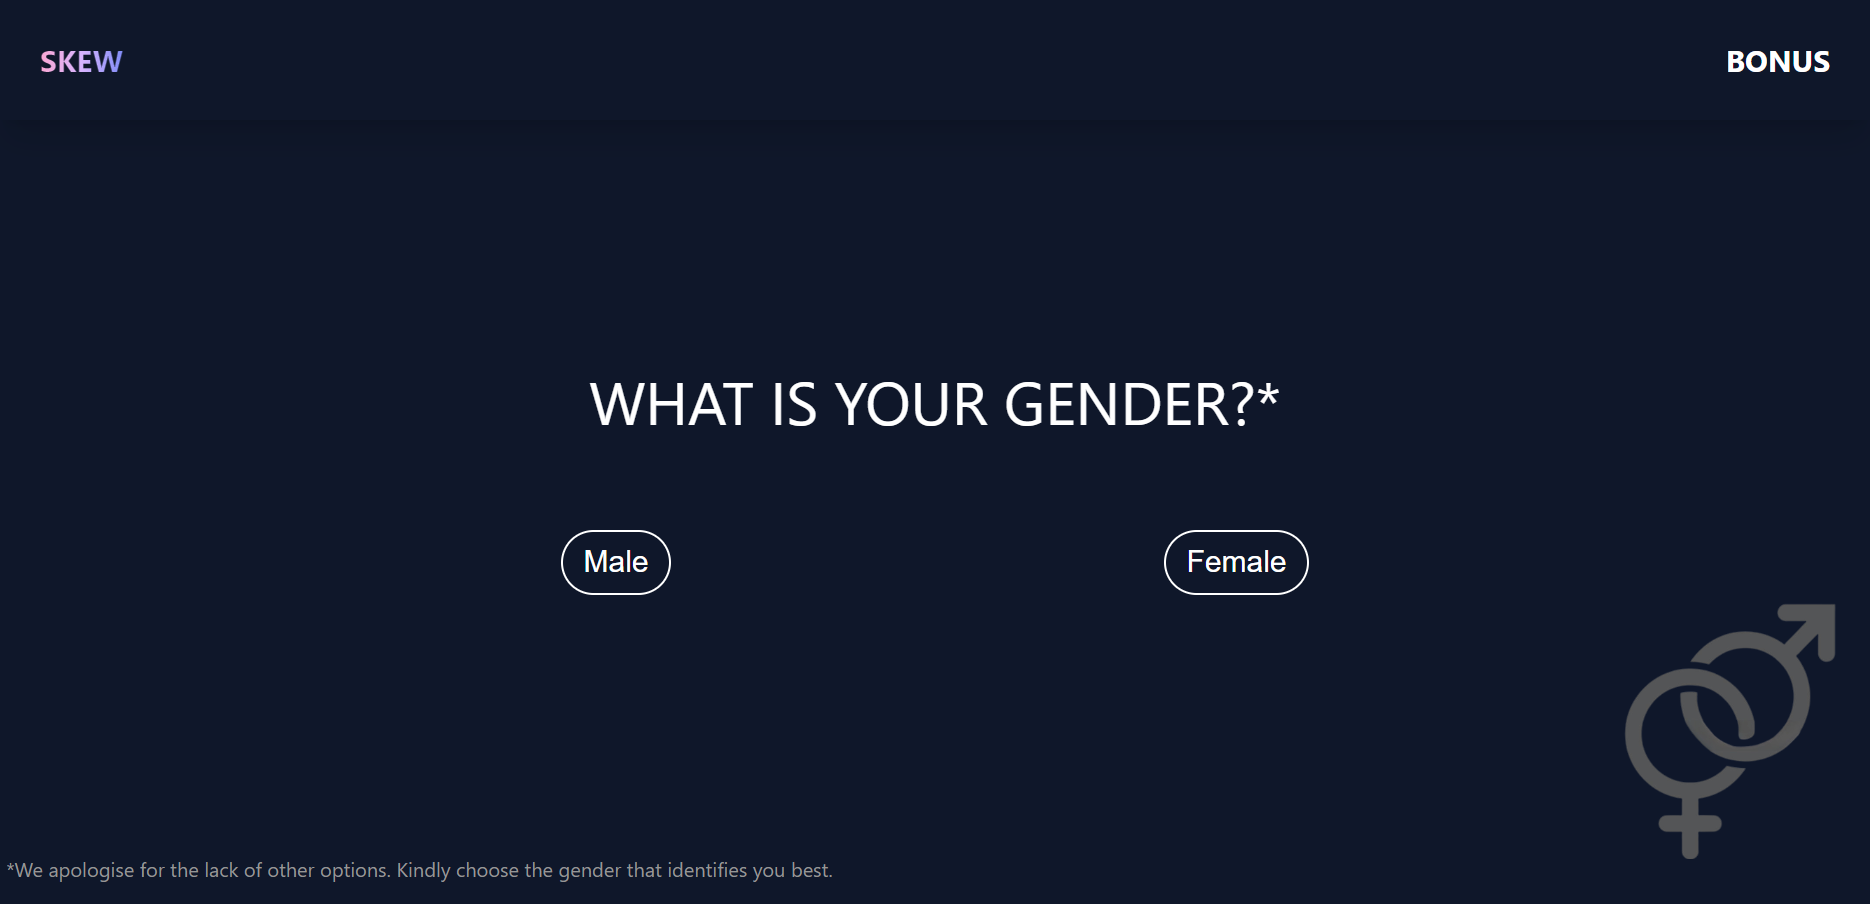 SKEW
BONUS
WHAT IS YOUR GENDER?*
Male
Female
*We apologise for the lack of other options. Kindly choose the gender that identifies you best.